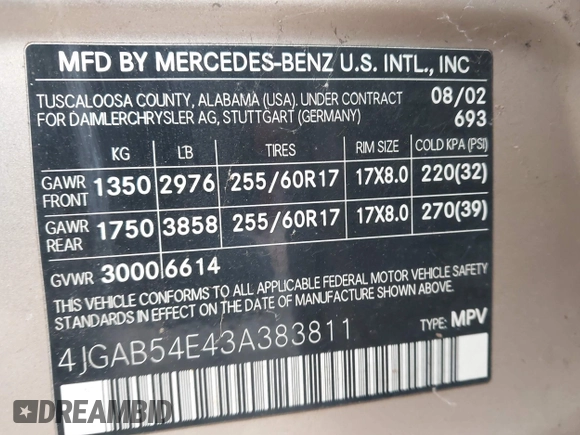 MFD BY MERCEDES-BENZ U.S. INTL., INC
TUSCALOOSA COUNTY, ALABAMA (USA). UNDER CONTRACT 08/02
FOR DAIMLERCHRYSLER AG, STUTTGART (GERMANY) 693
KG LB TIRES RIM SIZE COLD KPA (PSI)
GAWR FRONT 1350 2976 255/60R17 17X8.0 220(32)
GAWR REAR 1750 3858 255/60R17 17X8.0 270(39)
GVWR 3000 6614
THIS VEHICLE CONFORMS TO ALL APPLICABLE FEDERAL MOTOR VEHICLE SAFETY
STANDARDS IN EFFECT ON THE DATE OF MANUFACTURE SHOWN ABOVE.
4JGAB54E43A383811 TYPE: MPV
DREAMBID